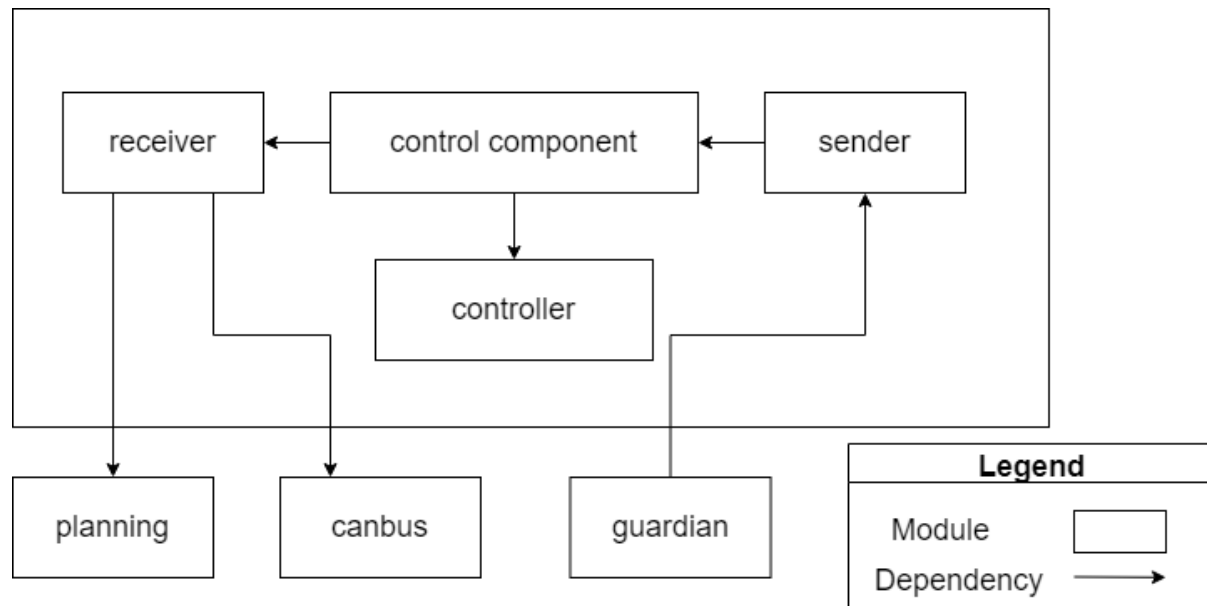 receiver
control component
sender
controller
planning
canbus
guardian
Legend
Module
Dependency